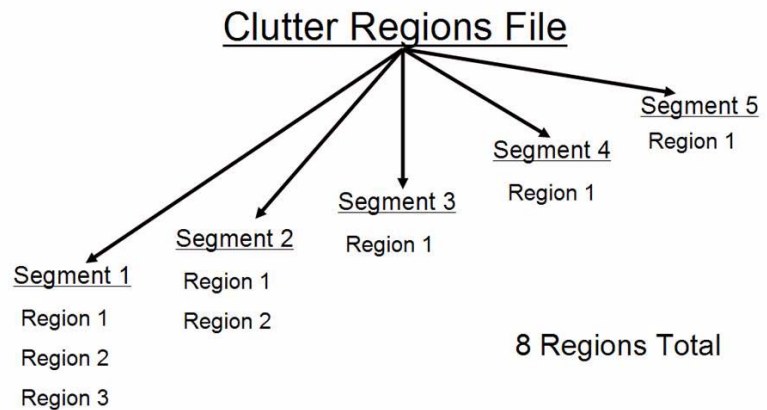 Clutter Regions File
Segment 1
Region 1
Region 2
Region 3
Segment 2
Region 1
Region 2
Segment 3
Region 1
Segment 4
Region 1
Segment 5
Region 1
8 Regions Total